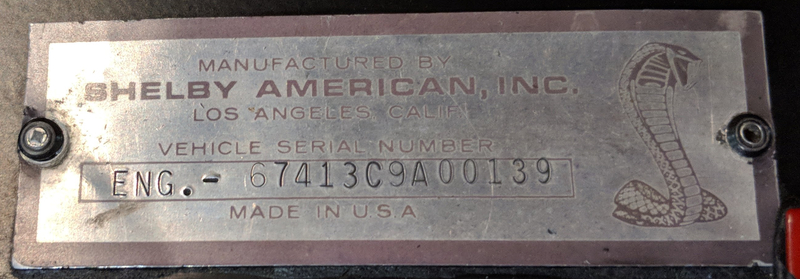 MANUFACTURED BY
SHELBY AMERICAN, INC.
LOS ANGELES, CALIF.
VEHICLE SERIAL NUMBER
ENG.- 67413C9A00139
MADE IN U.S.A